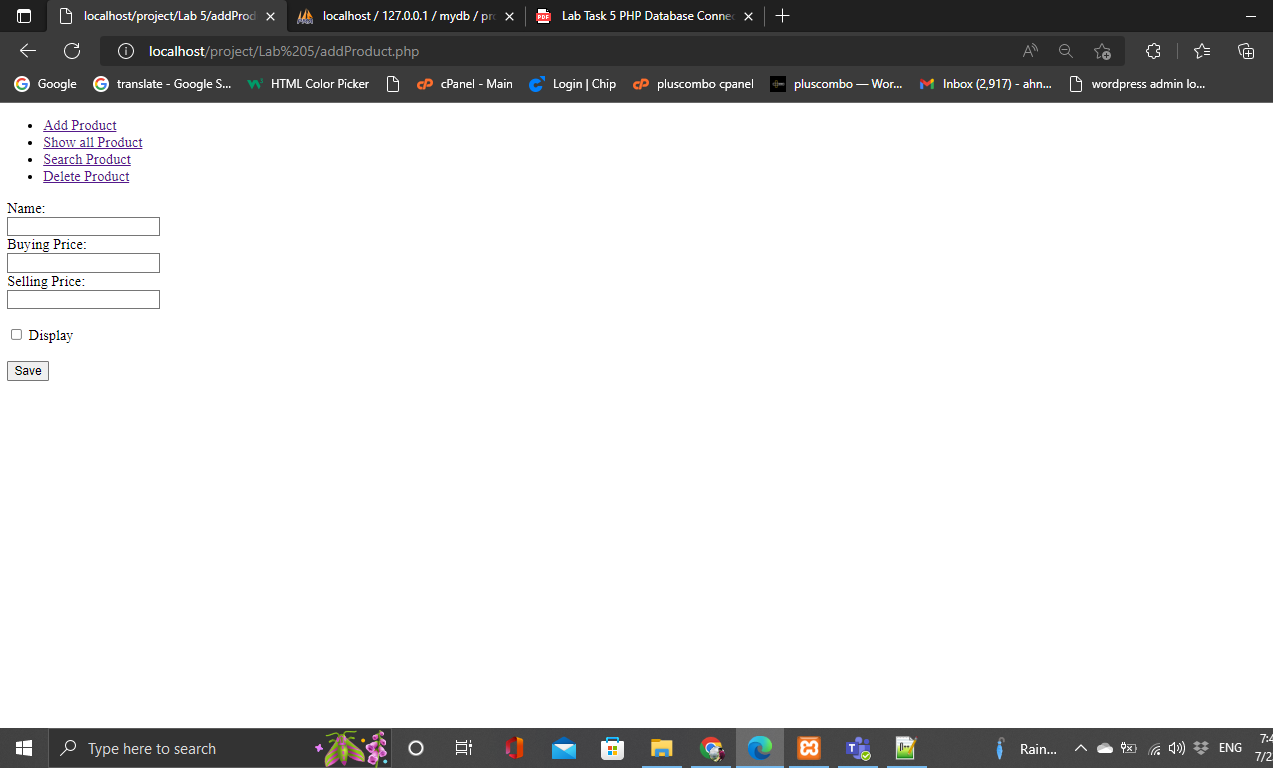 localhost/project/Lab 5/addProd
localhost / 127.0.0.1 / mydb / pro
Lab Task 5 PHP Database Connec
localhost/project/Lab%205/addProduct.php
Google
translate - Google S...
HTML Color Picker
cPanel - Main
Login | Chip
pluscombo cpanel
pluscombo — Wor...
Inbox (2,917) - ahn...
wordpress admin lo...
Add Product
Show all Product
Search Product
Delete Product
Name:
Buying Price:
Selling Price:
Display
Save
Type here to search
Rain...
ENG
7:4
7/2